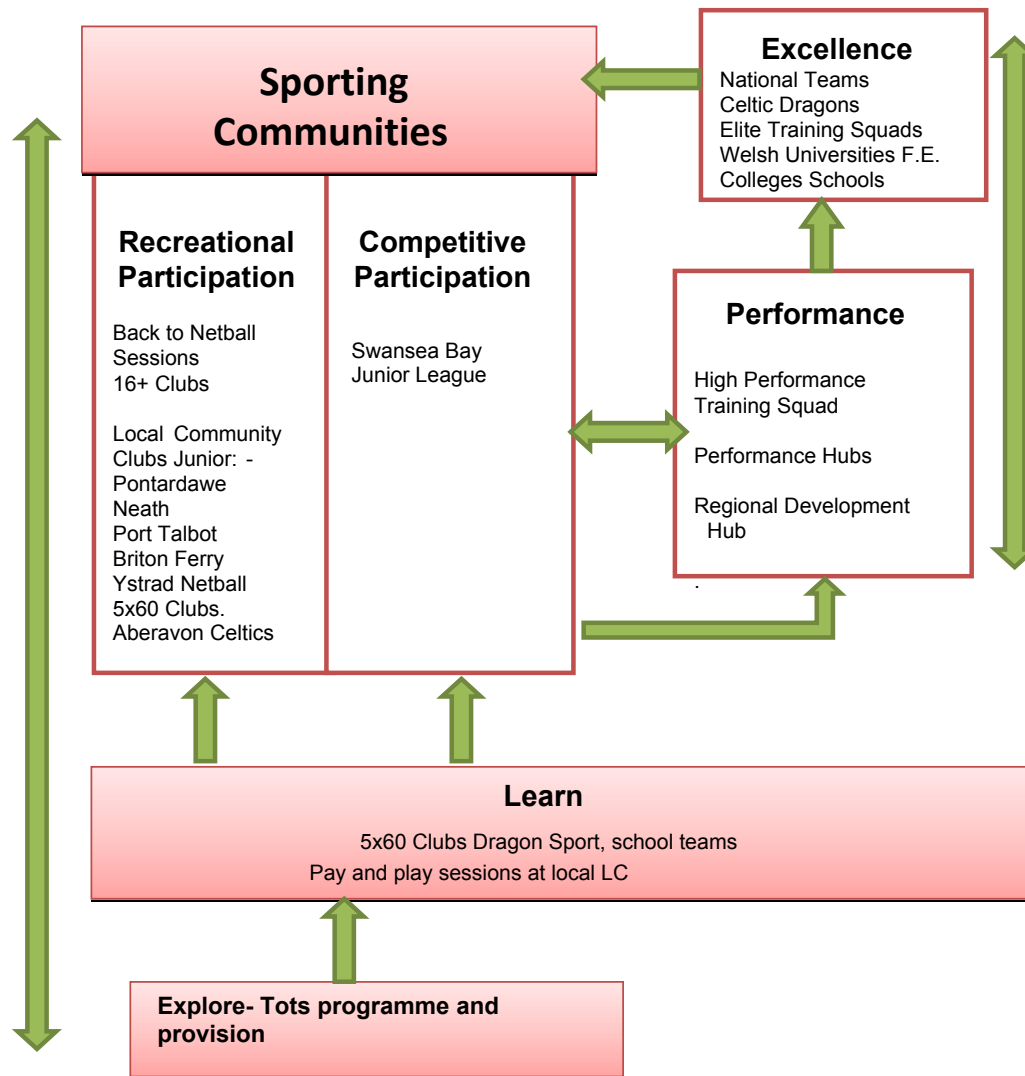 Sporting
Communities
Excellence
National Teams
Celtic Dragons
Elite Training Squads
Welsh Universities F.E.
Colleges Schools
Recreational
Participation
Back to Netball
Sessions
16+ Clubs
Local Community
Clubs Junior: -
Pontardawe
Neath
Port Talbot
Briton Ferry
Ystrad Netball
5x60 Clubs.
Aberavon Celtics
Competitive
Participation
Swansea Bay
Junior League
Performance
High Performance
Training Squad
Performance Hubs
Regional Development
Hub
.
Learn
5x60 Clubs Dragon Sport, school teams
Pay and play sessions at local LC
Explore- Tots programme and
provision